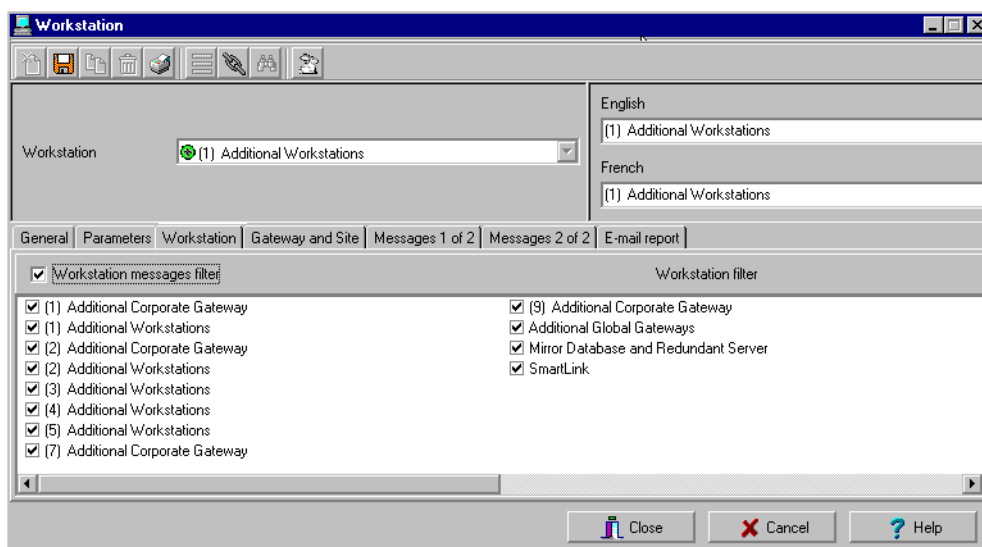 Workstation
English
(1) Additional Workstations
Workstation
(1) Additional Workstations
French
(1) Additional Workstations
General Parameters Workstation Gateway and Site Messages 1 of 2 Messages 2 of 2 E-mail report
Workstation messages filter Workstation filter
(1) Additional Corporate Gateway
(1) Additional Workstations
(2) Additional Corporate Gateway
(2) Additional Workstations
(3) Additional Workstations
(4) Additional Workstations
(5) Additional Workstations
(7) Additional Corporate Gateway
(9) Additional Corporate Gateway
Additional Global Gateways
Mirror Database and Redundant Server
SmartLink
Close Cancel Help